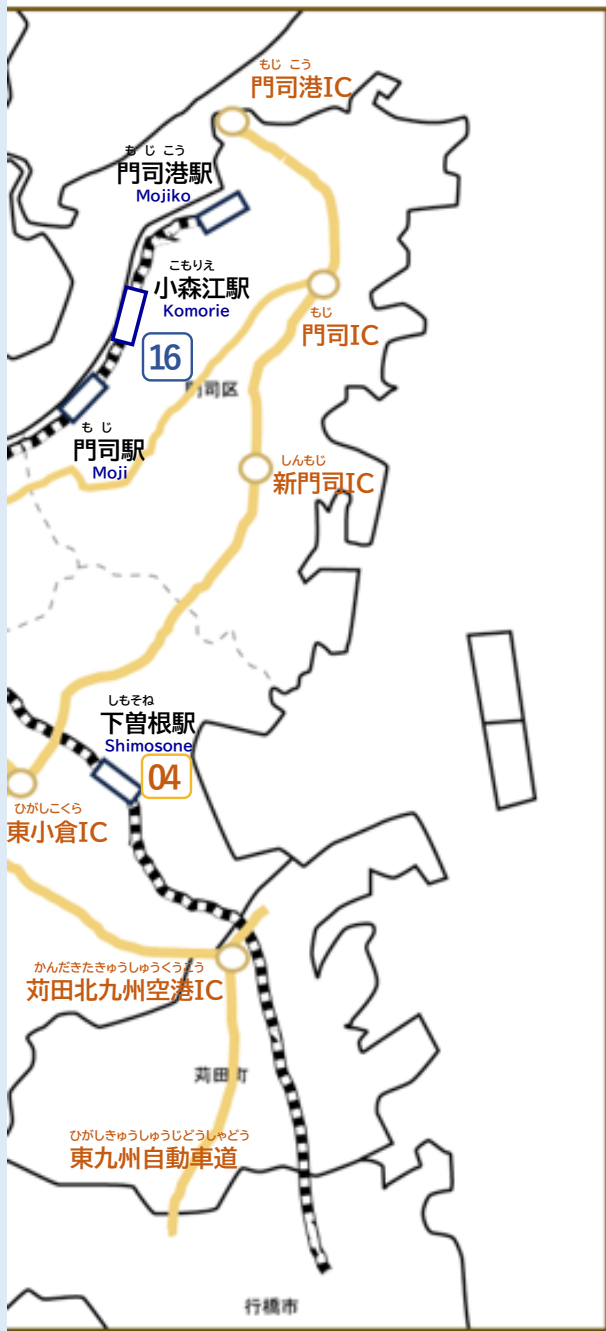 もじ こう
門司港IC
も じ こう
門司港駅
Mojiko
こもりえ
小森江駅
Komorie
もじ
門司IC
16
門司区
も じ
門司駅
Moji
しんもじ
新門司IC
しもそね
下曽根駅
Shimosone
04
ひがしこくら
東小倉IC
かんだきたきゅうしゅうくうこう
苅田北九州空港IC
苅田町
ひがしきゅうしゅうじどうしゃどう
東九州自動車道
行橋市